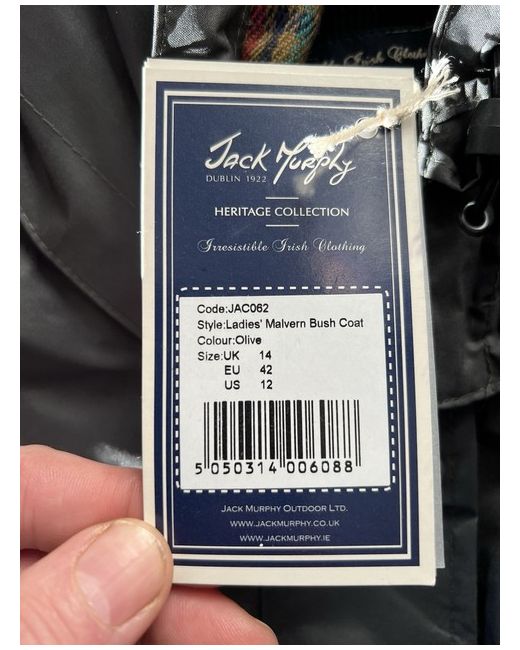 Irish Clothing
Jack Murphy
DUBLIN 1922
HERITAGE COLLECTION
Irresistible Irish Clothing
Code:JAC062
Style:Ladies' Malvern Bush Coat
Colour:Olive
Size:UK 14
EU 42
US 12
5 050314 006088
JACK MURPHY OUTDOOR LTD.
WWW.JACKMURPHY.CO.UK
WWW.JACKMURPHY.IE